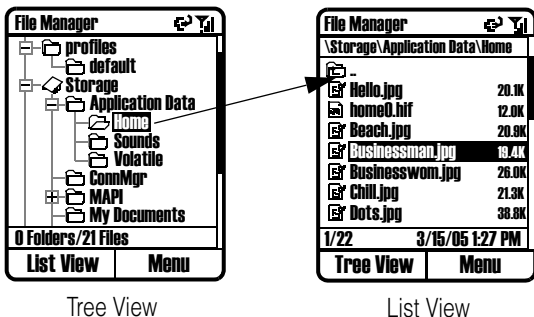 File Manager
profiles
default
Storage
Application Data
Home
Sounds
Volatile
ConnMgr
MAPI
My Documents
0 Folders/21 Files
List View Menu
Tree View
File Manager
\Storage\Application Data\Home
..
Hello.jpg 20.1K
home0.hif 12.0K
Beach.jpg 20.9K
Businessman.jpg 19.4K
Businesswom.jpg 26.0K
Chill.jpg 21.3K
Dots.jpg 38.8K
1/22 3/15/05 1:27 PM
Tree View Menu
List View